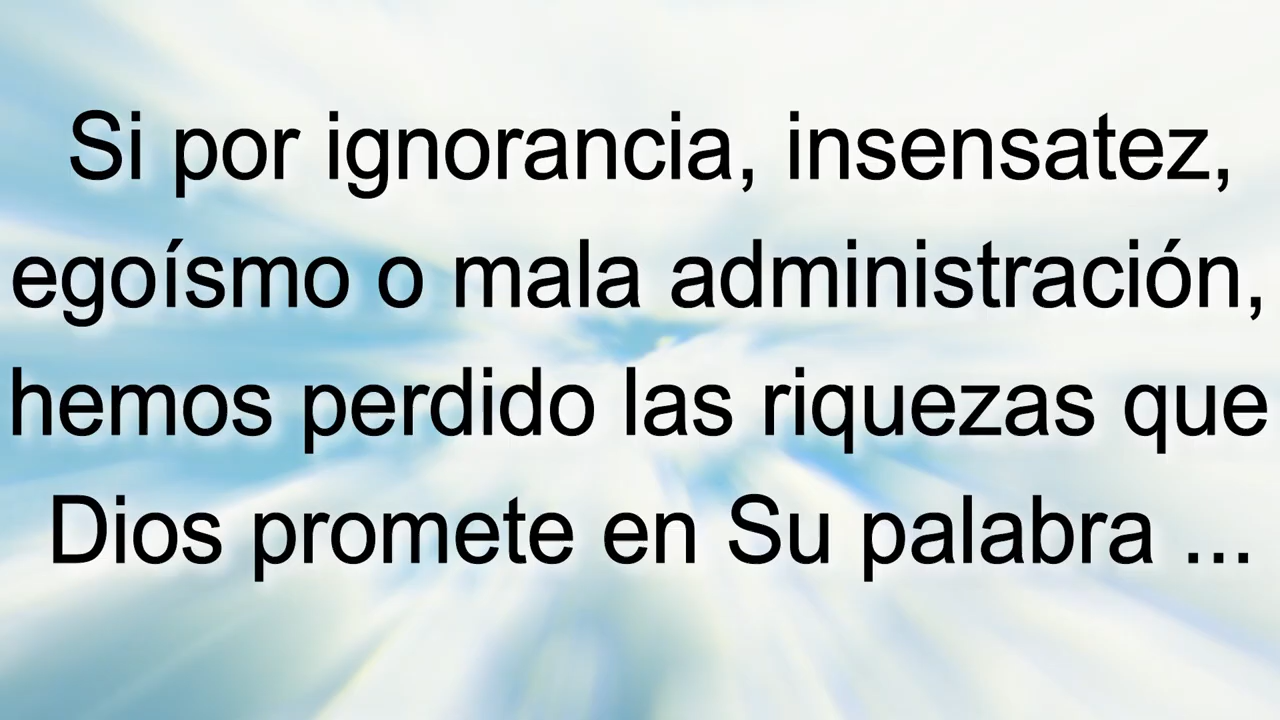 Si por ignorancia, insensatez,
egoísmo o mala administración,
hemos perdido las riquezas que
Dios promete en Su palabra ...